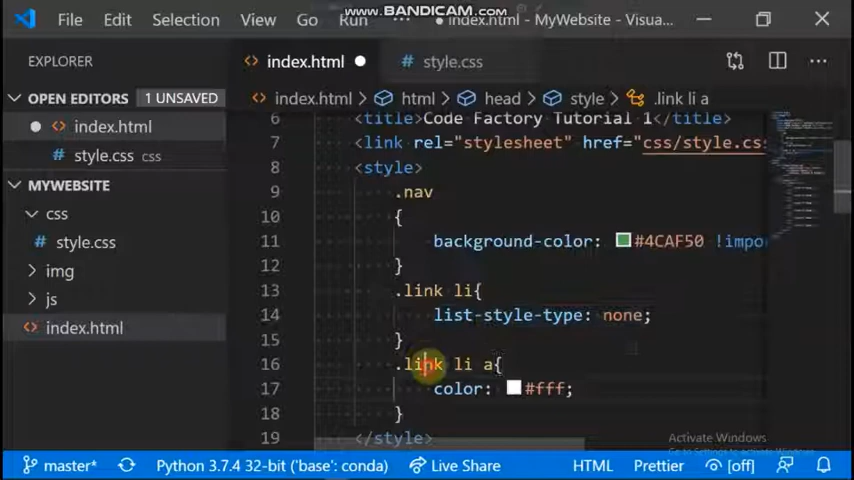 www.BANDICAM.com
File Edit Selection View Go Run ... ● index.html - MyWebsite - Visua...
EXPLORER
index.html
# style.css
OPEN EDITORS 1 UNSAVED
index.html > html > head > style > .link li a
index.html
6 <title>Code Factory Tutorial 1</title>
# style.css css
7 <link rel="stylesheet" href="css/style.css
MYWEBSITE
8 <style>
css
9 .nav
# style.css
10 {
img
11 background-color: #4CAF50 !impo
js
12 }
index.html
13 .link li{
14 list-style-type: none;
15 }
16 .link li a{
17 color: #fff;
18 }
19 </style>
Activate Windows
master* Python 3.7.4 32-bit ('base': conda) Live Share HTML Prettier [off]